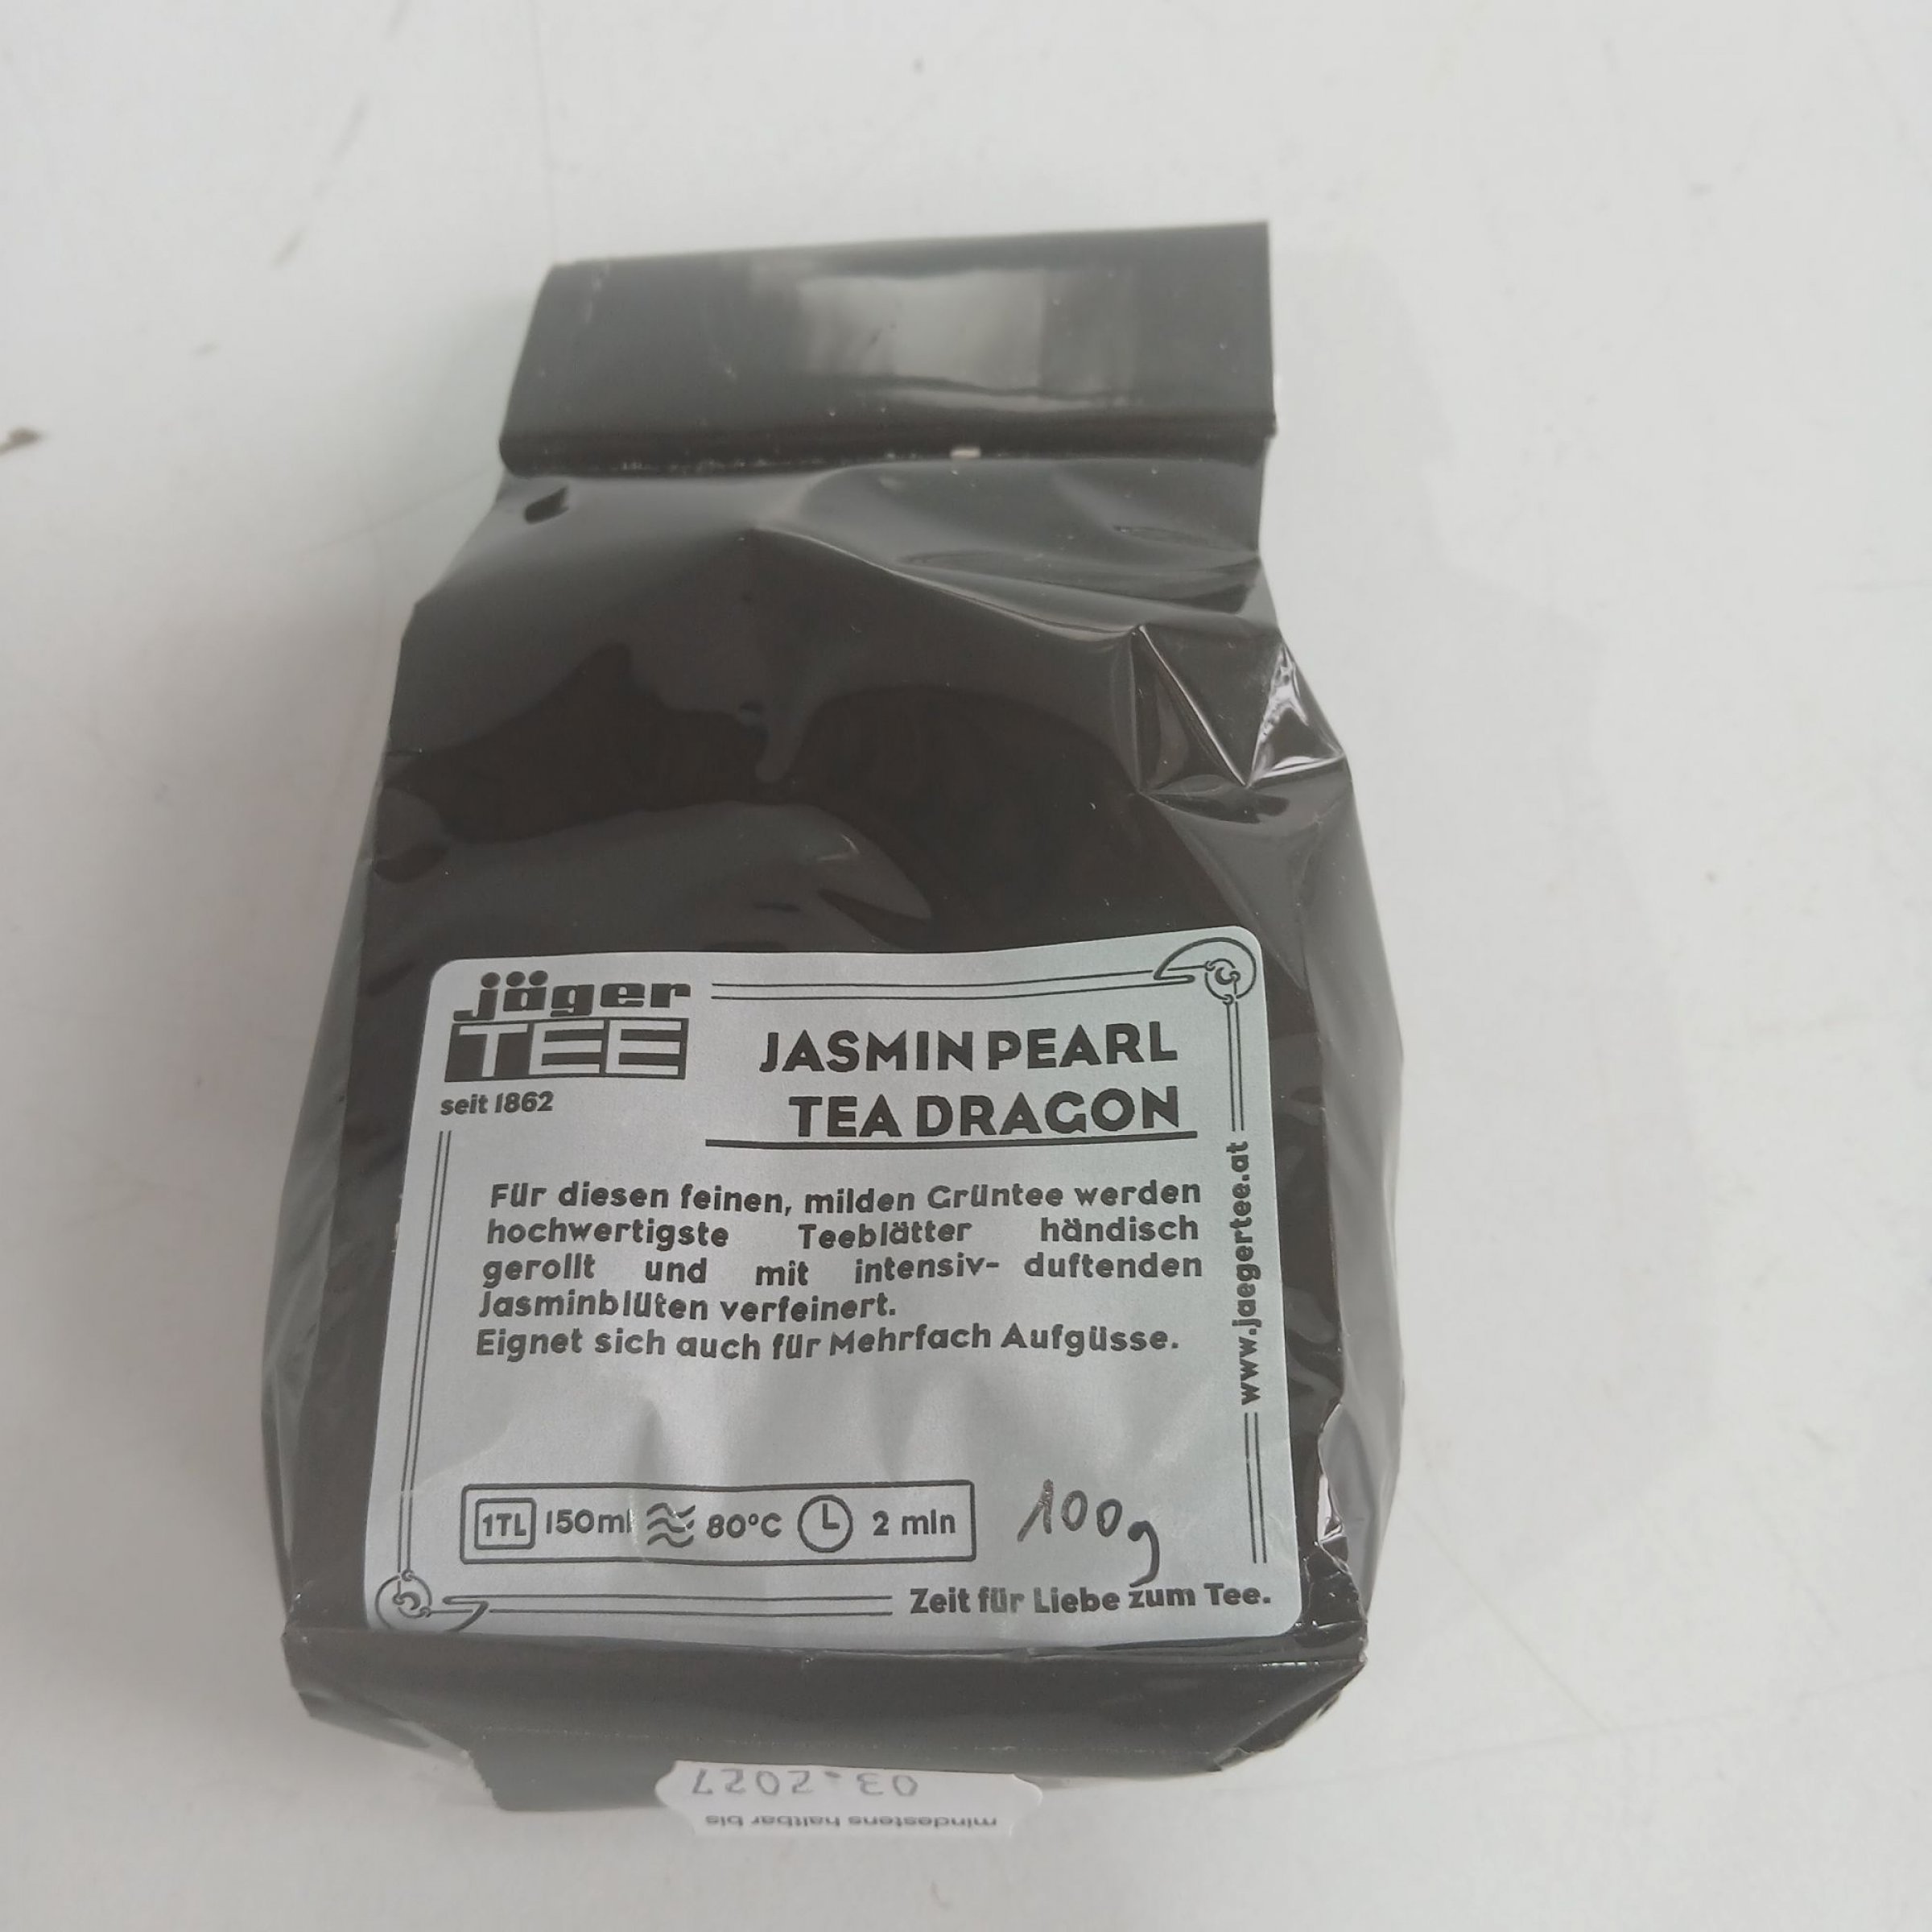 jäger
TEE
seit 1862
JASMIN PEARL
TEA DRAGON
Für diesen feinen, milden Grüntee werden
hochwertigste Teeblätter händisch
gerollt und mit intensiv- duftenden
Jasminblüten verfeinert.
Eignet sich auch für Mehrfach Aufgüsse.
www.jaegertee.at
1TL 150ml 80°C 2 min
100g
Zeit für Liebe zum Tee.
mindestens haltbar bis
03.2027